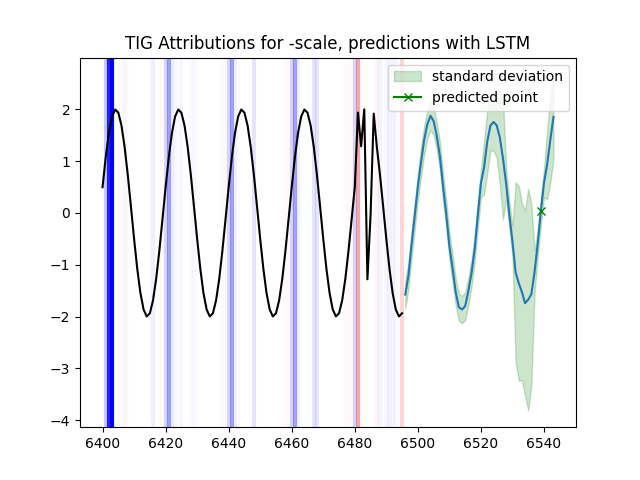 TIG Attributions for -scale, predictions with LSTM
standard deviation
predicted point
2
1
0
−1
−2
−3
−4
6400 6420 6440 6460 6480 6500 6520 6540